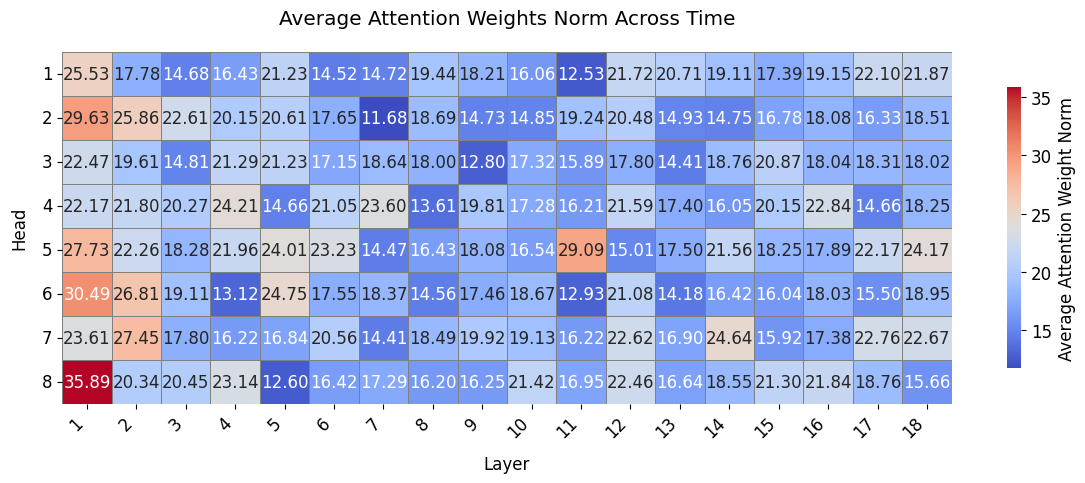 Average Attention Weights Norm Across Time
1 25.53 17.78 14.68 16.43 21.23 14.52 14.72 19.44 18.21 16.06 12.53 21.72 20.71 19.11 17.39 19.15 22.10 21.87
2 29.63 25.86 22.61 20.15 20.61 17.65 11.68 18.69 14.73 14.85 19.24 20.48 14.93 14.75 16.78 18.08 16.33 18.51
3 22.47 19.61 14.81 21.29 21.23 17.15 18.64 18.00 12.80 17.32 15.89 17.80 14.41 18.76 20.87 18.04 18.31 18.02
4 22.17 21.80 20.27 24.21 14.66 21.05 23.60 13.61 19.81 17.28 16.21 21.59 17.40 16.05 20.15 22.84 14.66 18.25
5 27.73 22.26 18.28 21.96 24.01 23.23 14.47 16.43 18.08 16.54 29.09 15.01 17.50 21.56 18.25 17.89 22.17 24.17
6 30.49 26.81 19.11 13.12 24.75 17.55 18.37 14.56 17.46 18.67 12.93 21.08 14.18 16.42 16.04 18.03 15.50 18.95
7 23.61 27.45 17.80 16.22 16.84 20.56 14.41 18.49 19.92 19.13 16.22 22.62 16.90 24.64 15.92 17.38 22.76 22.67
8 35.89 20.34 20.45 23.14 12.60 16.42 17.29 16.20 16.25 21.42 16.95 22.46 16.64 18.55 21.30 21.84 18.76 15.66
1 2 3 4 5 6 7 8 9 10 11 12 13 14 15 16 17 18
Layer
Head
35
30
25
20
15
Average Attention Weight Norm